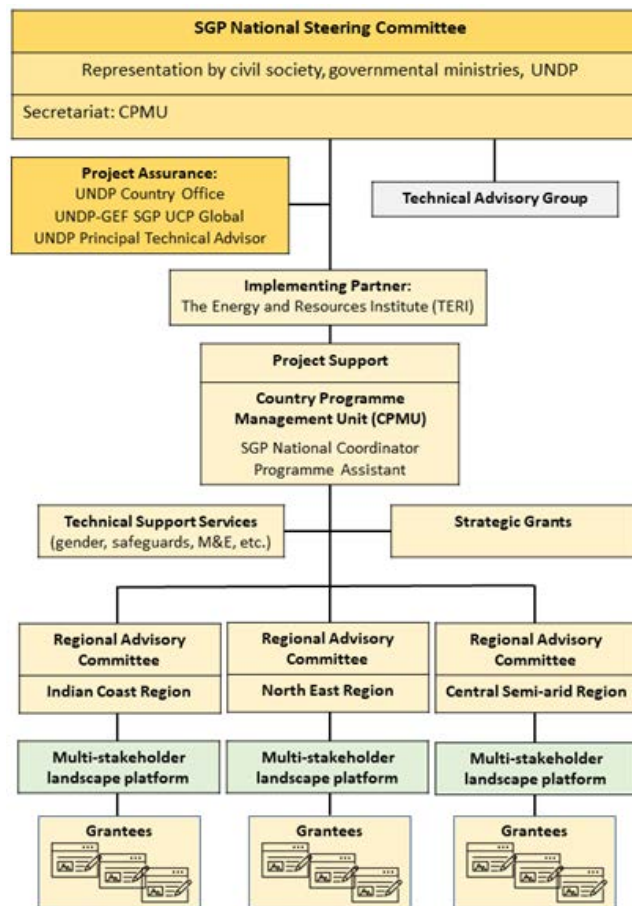 SGP National Steering Committee
Representation by civil society, governmental ministries, UNDP
Secretariat: CPMU
Project Assurance:
UNDP Country Office
UNDP-GEF SGP UCP Global
UNDP Principal Technical Advisor
Technical Advisory Group
Implementing Partner:
The Energy and Resources Institute (TERI)
Project Support
Country Programme
Management Unit (CPMU)
SGP National Coordinator
Programme Assistant
Technical Support Services
(gender, safeguards, M&E, etc.)
Strategic Grants
Regional Advisory
Committee
Indian Coast Region
Regional Advisory
Committee
North East Region
Regional Advisory
Committee
Central Semi-arid Region
Multi-stakeholder
landscape platform
Multi-stakeholder
landscape platform
Multi-stakeholder
landscape platform
Grantees
Grantees
Grantees